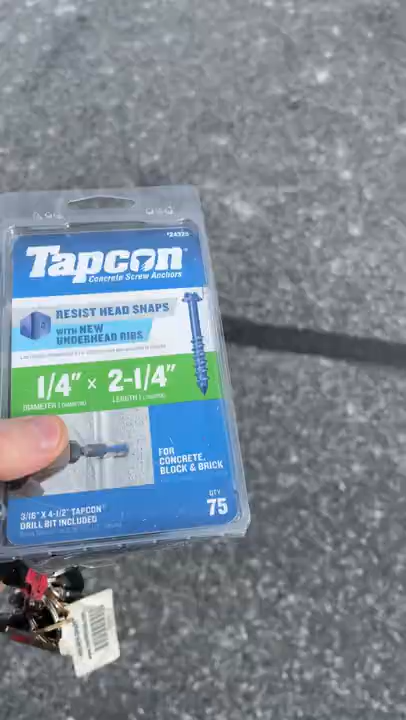 Tapcon
Concrete Screw Anchors
RESIST HEAD SNAPS
WITH NEW
UNDERHEAD RIBS
1/4" × 2-1/4"
DIAMETER
LENGTH
FOR
CONCRETE,
BLOCK & BRICK
3/16" X 4-1/2" TAPCON
DRILL BIT INCLUDED
QTY.
75